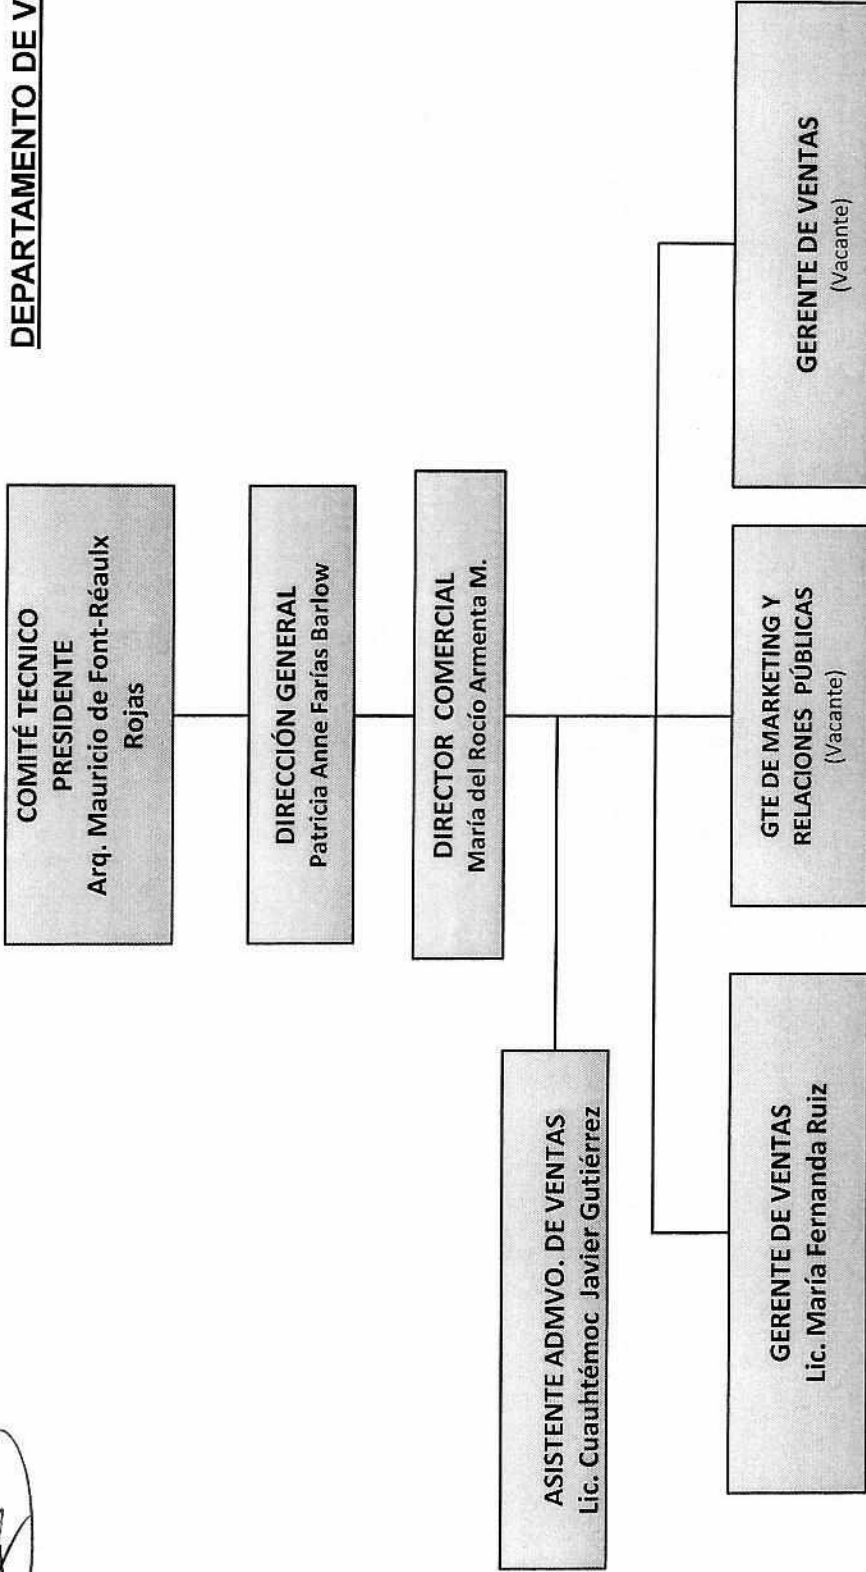 DEPARTAMENTO DE V
COMITÉ TECNICO
PRESIDENTE
Arq. Mauricio de Font-Réaulx
Rojas
DIRECCIÓN GENERAL
Patricia Anne Farías Barlow
DIRECTOR COMERCIAL
María del Rocío Armenta M.
ASISTENTE ADMVO. DE VENTAS
Lic. Cuauhtémoc Javier Gutiérrez
GERENTE DE VENTAS
Lic. María Fernanda Ruiz
GTE DE MARKETING Y
RELACIONES PÚBLICAS
(Vacante)
GERENTE DE VENTAS
(Vacante)